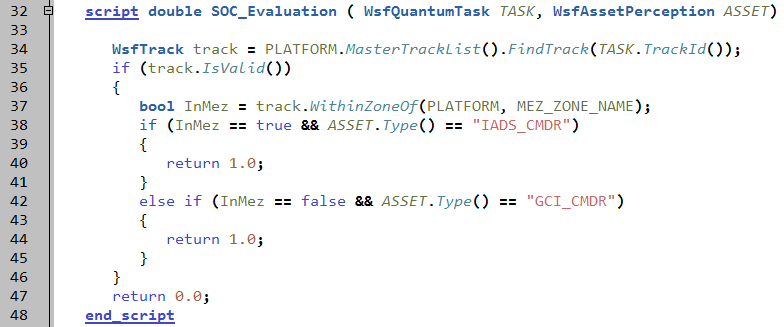 32 script double SOC_Evaluation ( WsfQuantumTask TASK, WsfAssetPerception ASSET)
33
34 WsfTrack track = PLATFORM.MasterTrackList().FindTrack(TASK.TrackId());
35 if (track.IsValid())
36 {
37 bool InMez = track.WithinZoneOf(PLATFORM, MEZ_ZONE_NAME);
38 if (InMez == true && ASSET.Type() == "IADS_CMDR")
39 {
40 return 1.0;
41 }
42 else if (InMez == false && ASSET.Type() == "GCI_CMDR")
43 {
44 return 1.0;
45 }
46 }
47 return 0.0;
48 end_script